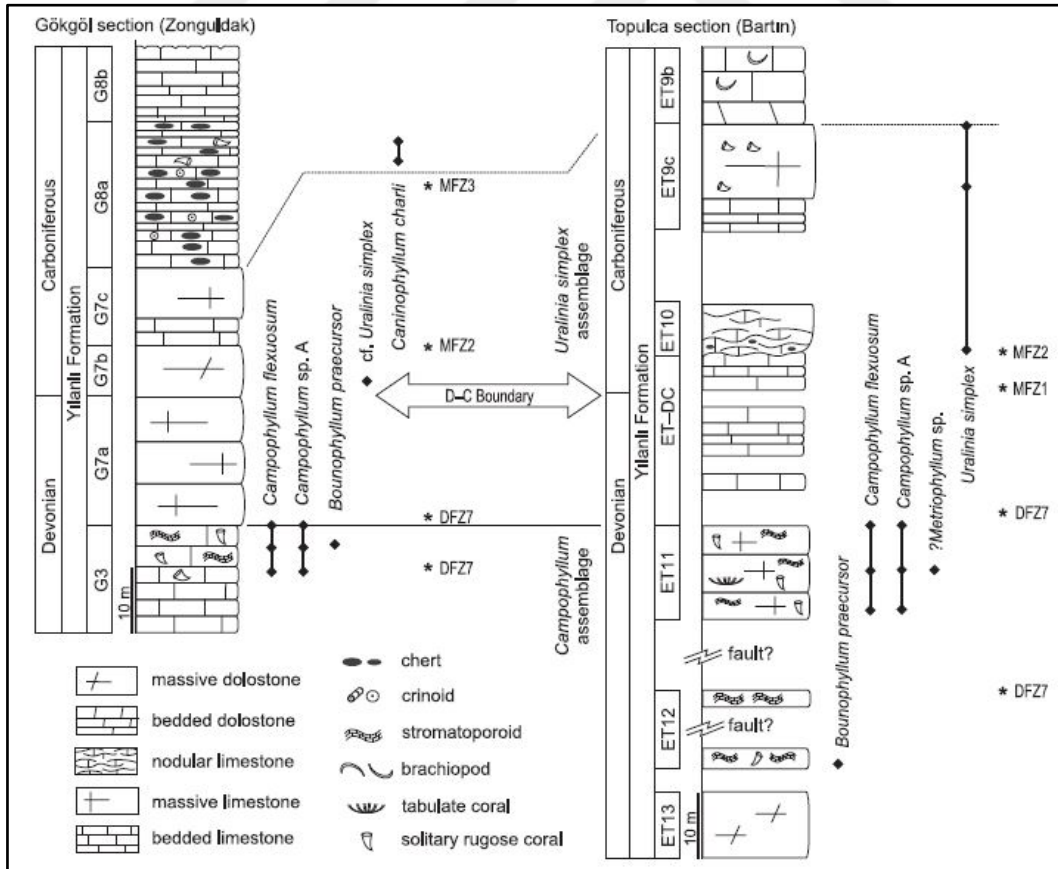 Gökgöl section (Zonguldak)
Topulca section (Bartın)
Carboniferous
Devonian
Yılanlı Formation
G8b
G8a
G7c
G7b
G7a
G3
10 m
Campophyllum flexuosum
Campophyllum sp. A
Bounophyllum praecursor
cf. Uralinia simplex
Caninophyllum charli
* MFZ3
* MFZ2
* DFZ7
* DFZ7
D–C Boundary
Uralinia simplex
assemblage
Campophyllum
assemblage
Carboniferous
Devonian
Yılanlı Formation
ET9b
ET9c
ET10
ET–DC
ET11
ET12
ET13
10 m
fault?
fault?
Bounophyllum praecursor
Campophyllum flexuosum
Campophyllum sp. A
?Metriophyllum sp.
Uralinia simplex
* MFZ2
* MFZ1
* DFZ7
* DFZ7
massive dolostone
bedded dolostone
nodular limestone
massive limestone
bedded limestone
chert
crinoid
stromatoporoid
brachiopod
tabulate coral
solitary rugose coral